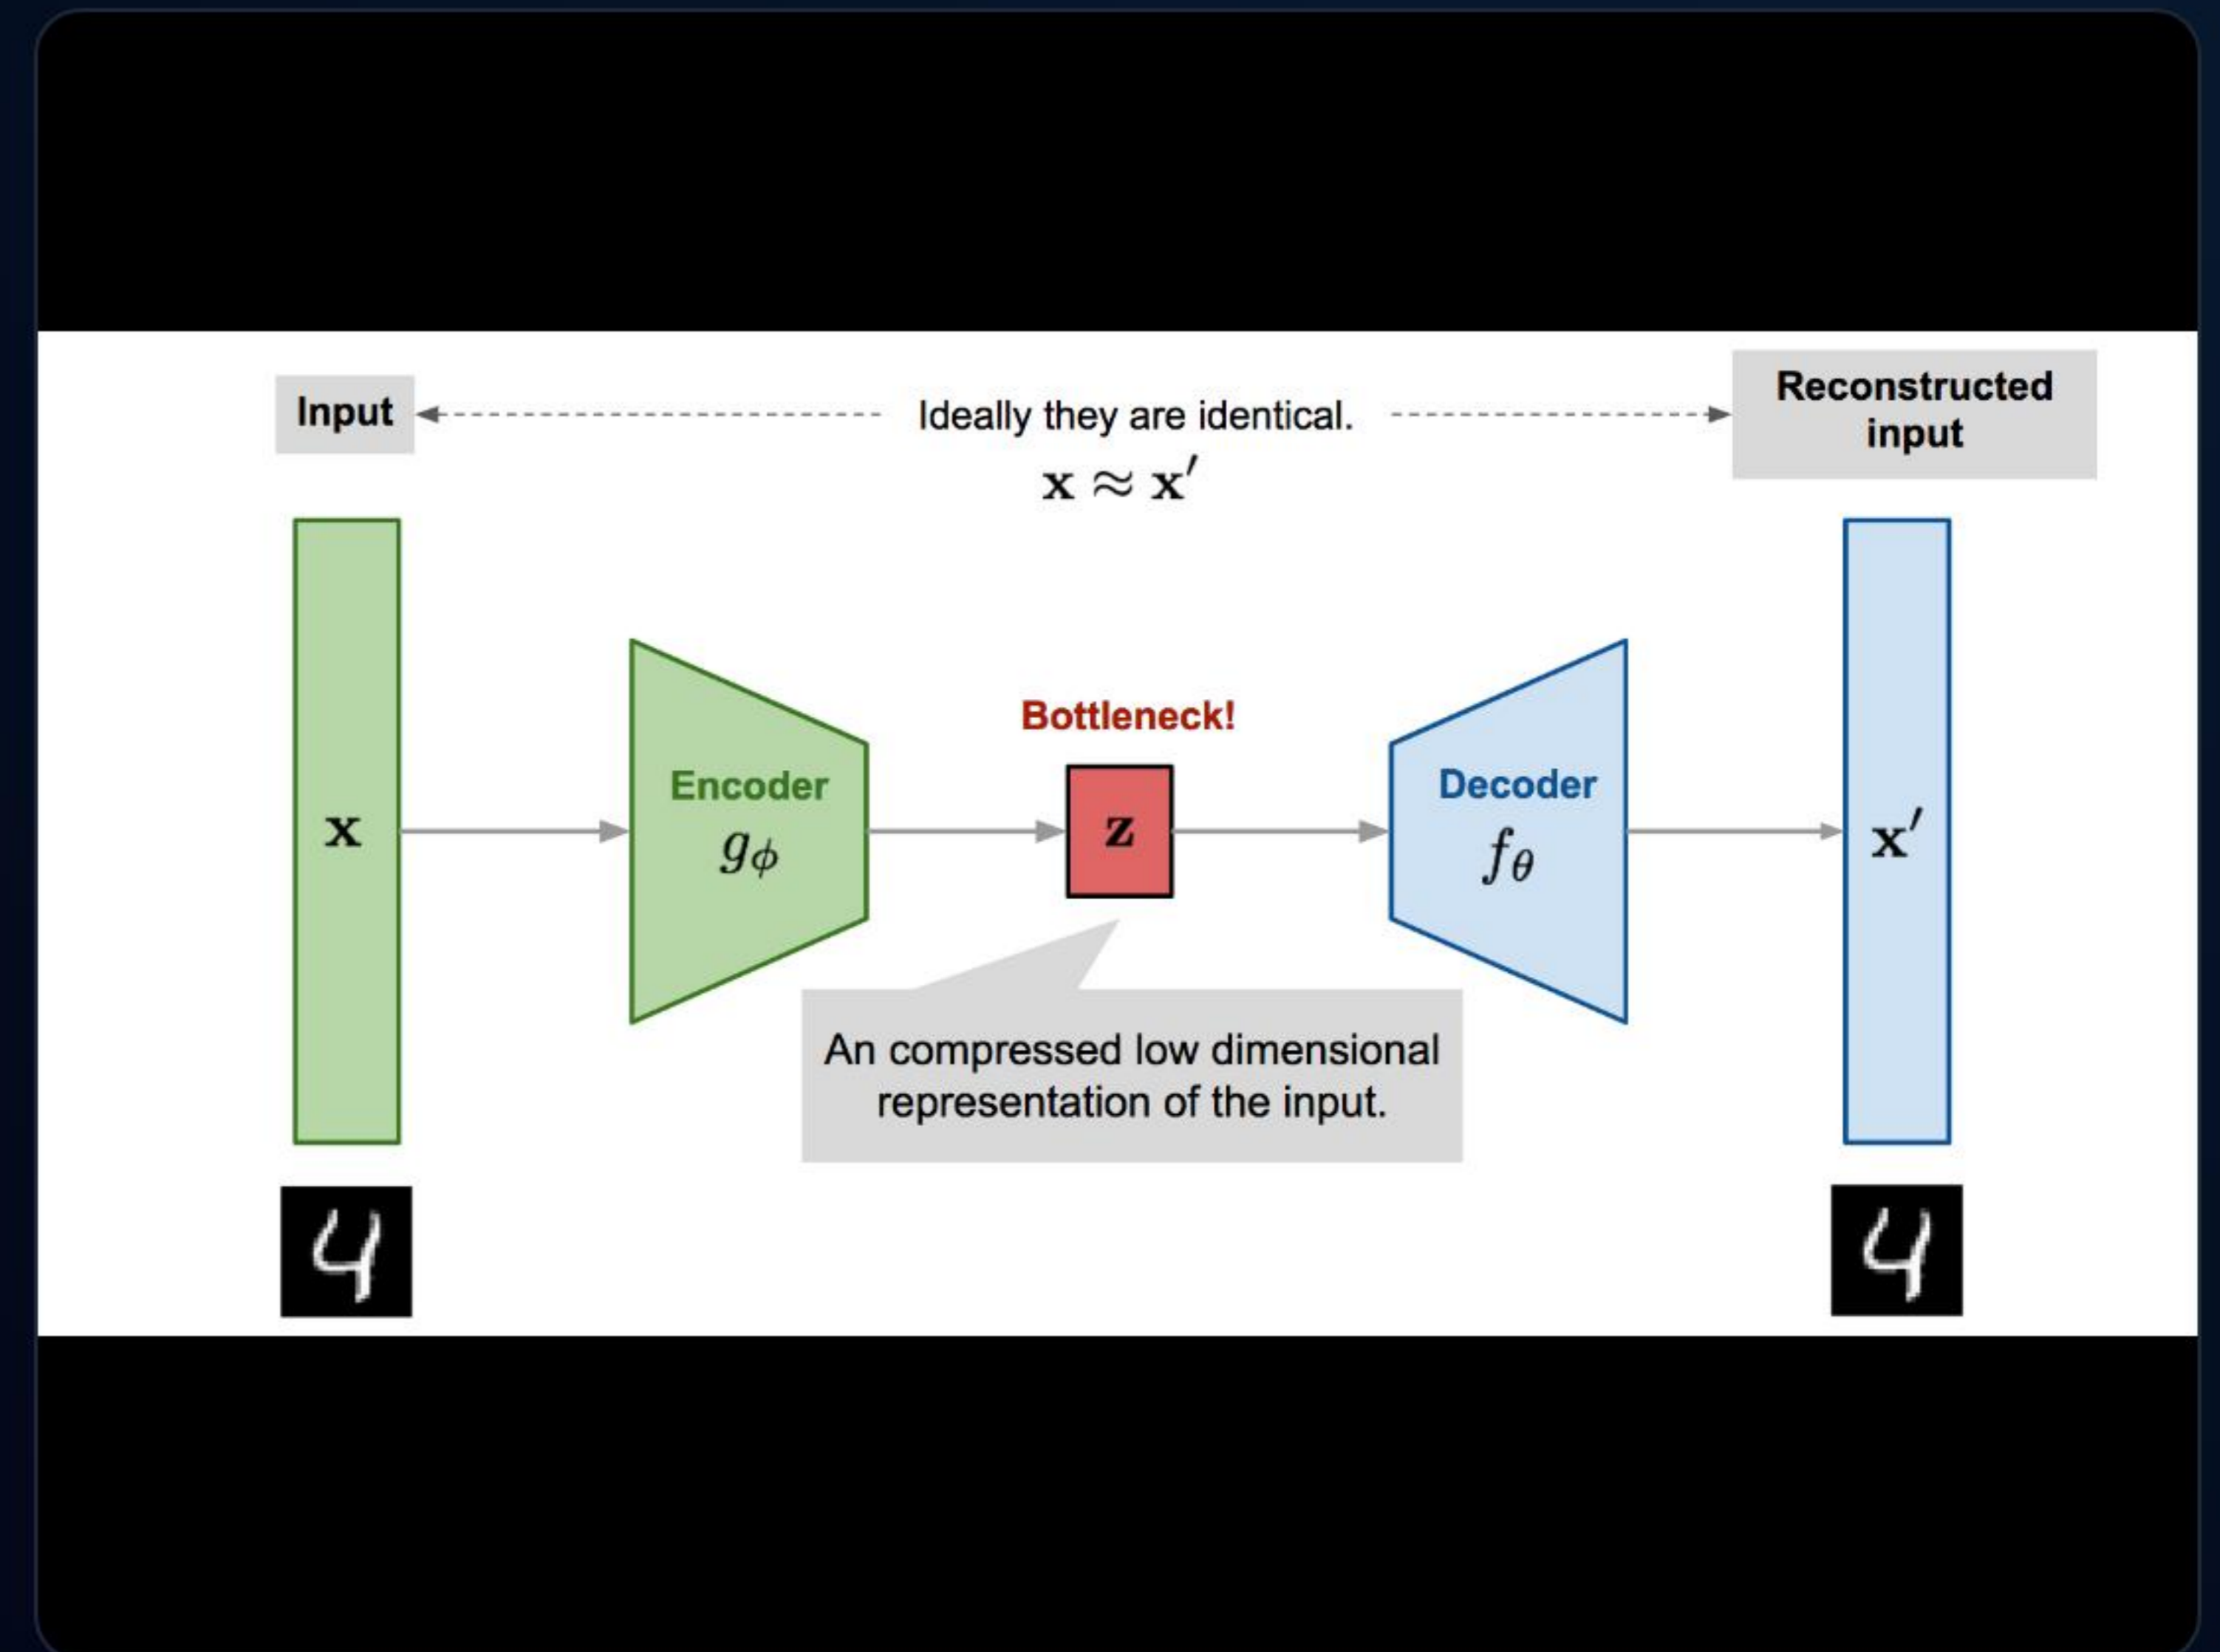 Input
Ideally they are identical.
x ≈ x′
Reconstructed
input
x
Encoder
gϕ
Bottleneck!
z
Decoder
fθ
x′
An compressed low dimensional
representation of the input.
4
4